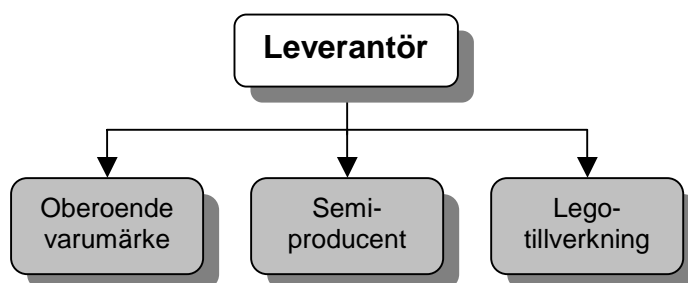 Leverantör
Oberoende
varumärke
Semi-
producent
Lego-
tillverkning